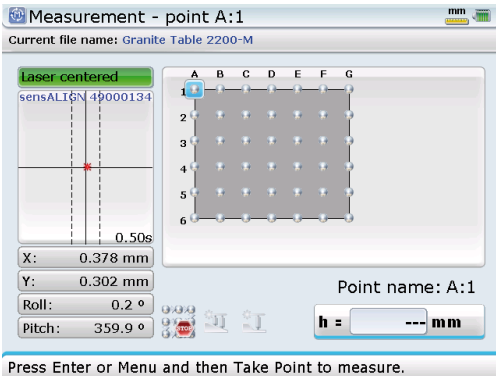 Measurement - point A:1
mm
Current file name: Granite Table 2200-M
Laser centered
sensALIGN 49000134
0.50s
A B C D E F G
1
2
3
4
5
6
X: 0.378 mm
Y: 0.302 mm
Roll: 0.2 º
Pitch: 359.9 º
STOP
Point name: A:1
h = --- mm
Press Enter or Menu and then Take Point to measure.